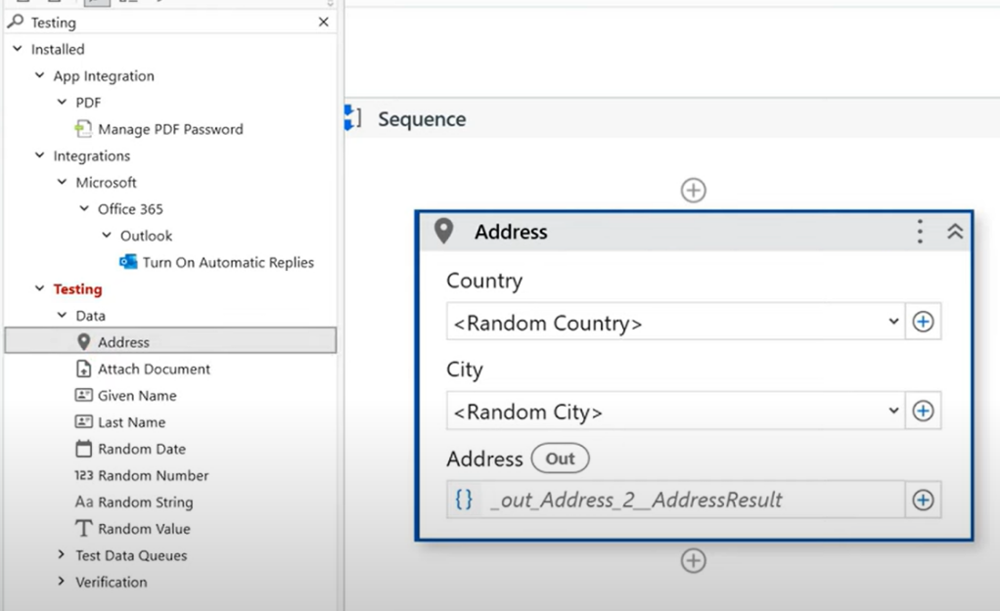 Testing
Installed
App Integration
PDF
Manage PDF Password
Integrations
Microsoft
Office 365
Outlook
Turn On Automatic Replies
Testing
Data
Address
Attach Document
Given Name
Last Name
Random Date
123 Random Number
Aa Random String
Random Value
Test Data Queues
Verification
Sequence
Address
Country
<Random Country>
City
<Random City>
Address Out
{} _out_Address_2__AddressResult